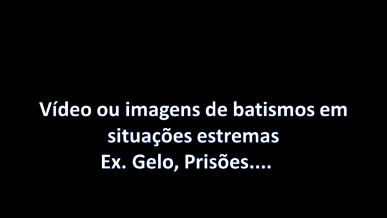 Vídeo ou imagens de batismos em
situações estremas
Ex. Gelo, Prisões....